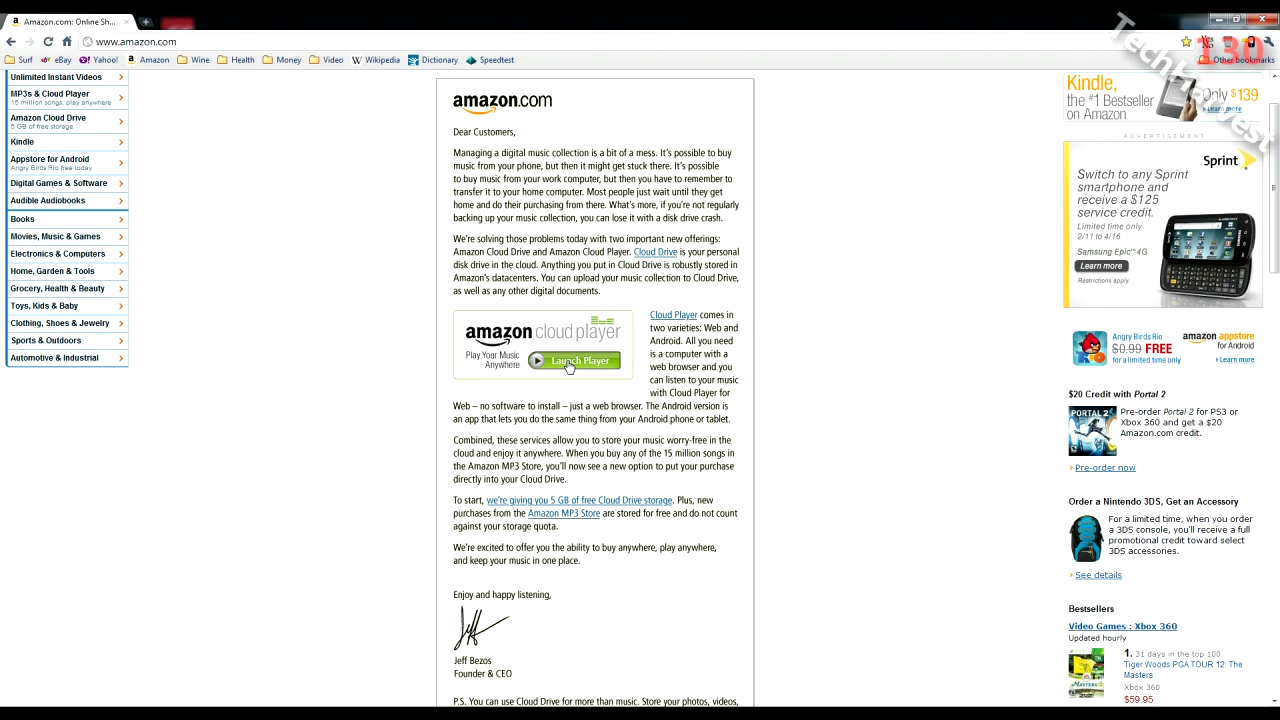 Amazon.com: Online Sh...
www.amazon.com
Surf eBay Yahoo! Amazon Wine Health Money Video Wikipedia Dictionary Speedtest
Other bookmarks
Unlimited Instant Videos
MP3s & Cloud Player
15 million songs, play anywhere
Amazon Cloud Drive
5 GB of free storage
Kindle
Appstore for Android
Angry Birds Rio free today
Digital Games & Software
Audible Audiobooks
Books
Movies, Music & Games
Electronics & Computers
Home, Garden & Tools
Grocery, Health & Beauty
Toys, Kids & Baby
Clothing, Shoes & Jewelry
Sports & Outdoors
Automotive & Industrial
amazon.com
Dear Customers,
Managing a digital music collection is a bit of a mess. It's possible to buy
music from your phone, but then it might get stuck there. It's possible
to buy music from your work computer, but then you have to remember to
transfer it to your home computer. Most people just wait until they get
home and do their purchasing from there. What's more, if you're not regularly
backing up your music collection, you can lose it with a disk drive crash.
We're solving those problems today with two important new offerings:
Amazon Cloud Drive and Amazon Cloud Player. Cloud Drive is your personal
disk drive in the cloud. Anything you put in Cloud Drive is robustly stored in
Amazon's datacenters. You can upload your music collection to Cloud Drive,
as well as any other digital documents.
amazon cloud player
Play Your Music
Anywhere
Launch Player
Cloud Player comes in
two varieties: Web and
Android. All you need
is a computer with a
web browser and you
can listen to your music
with Cloud Player for
Web – no software to install – just a web browser. The Android version is
an app that lets you do the same thing from your Android phone or tablet.
Combined, these services allow you to store your music worry-free in the
cloud and enjoy it anywhere. When you buy any of the 15 million songs in
the Amazon MP3 Store, you'll now see a new option to put your purchase
directly into your Cloud Drive.
To start, we're giving you 5 GB of free Cloud Drive storage. Plus, new
purchases from the Amazon MP3 Store are stored for free and do not count
against your storage quota.
We're excited to offer you the ability to buy anywhere, play anywhere,
and keep your music in one place.
Enjoy and happy listening,
Jeff
Jeff Bezos
Founder & CEO
P.S. You can use Cloud Drive for more than music. Store your photos, videos,
Kindle,
the #1 Bestseller
on Amazon
Only $139
Learn more
ADVERTISEMENT
Sprint
Switch to any Sprint
smartphone and
receive a $125
service credit.
Limited time only
2/11 to 4/16
Samsung Epic™ 4G
Learn more
Restrictions apply.
Angry Birds Rio
$0.99 FREE
for a limited time only
amazon appstore
for Android
Learn more
$20 Credit with Portal 2
PORTAL 2
Pre-order Portal 2 for PS3 or
Xbox 360 and get a $20
Amazon.com credit.
Pre-order now
Order a Nintendo 3DS, Get an Accessory
For a limited time, when you order
a 3DS console, you'll receive a full
promotional credit toward select
3DS accessories.
See details
Bestsellers
Video Games : Xbox 360
Updated hourly
1. 31 days in the top 100
Tiger Woods PGA TOUR 12: The
Masters
Xbox 360
$59.95